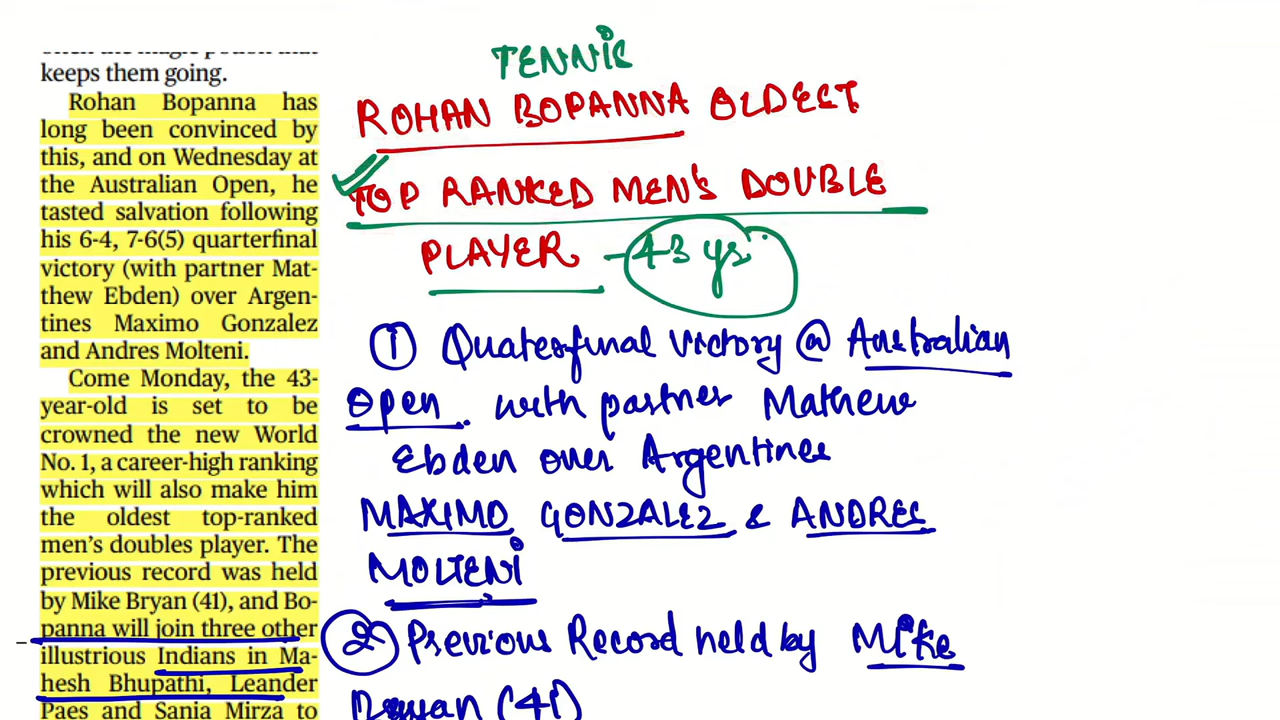 keeps them going.
Rohan Bopanna has
long been convinced by
this, and on Wednesday at
the Australian Open, he
tasted salvation following
his 6-4, 7-6(5) quarterfinal
victory (with partner Mat-
thew Ebden) over Argen-
tines Maximo Gonzalez
and Andres Molteni.
Come Monday, the 43-
year-old is set to be
crowned the new World
No. 1, a career-high ranking
which will also make him
the oldest top-ranked
men's doubles player. The
previous record was held
by Mike Bryan (41), and Bo-
panna will join three other
illustrious Indians in Ma-
hesh Bhupathi, Leander
Paes and Sania Mirza to
TENNIS
ROHAN BOPANNA OLDEST
TOP RANKED MEN'S DOUBLE
PLAYER - 43 yrs
① Quaterfinal victory @ Australian
Open. with partner Mathew
Ebden over Argentines
MAXIMO GONZALEZ & ANDRES
MOLTENI
② Previous Record held by Mike
Bryan (41)